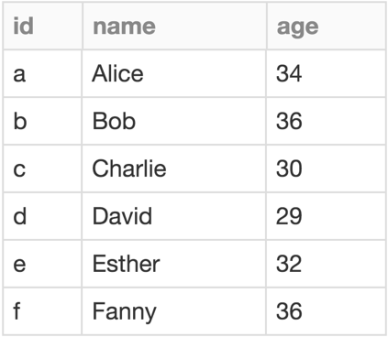 id name age
a Alice 34
b Bob 36
c Charlie 30
d David 29
e Esther 32
f Fanny 36